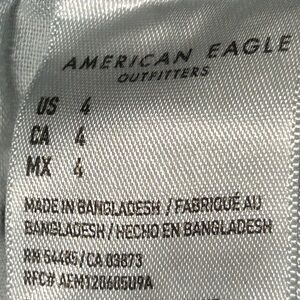 AMERICAN EAGLE
OUTFITTERS
US 4
CA 4
MX 4
MADE IN BANGLADESH / FABRIQUÉ AU
BANGLADESH / HECHO EN BANGLADESH
RN 54485/CA 03873
RFC# AEM120605U9A